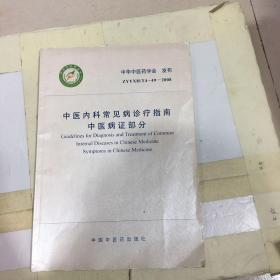 中华中医药学会 发布
ZYYXH/T4~49-2008
中医内科常见病诊疗指南
中医病证部分
Guidelines for Diagnosis and Treatment of Common
Internal Diseases in Chinese Medicine
Symptoms in Chinese Medicine
中国中医药出版社